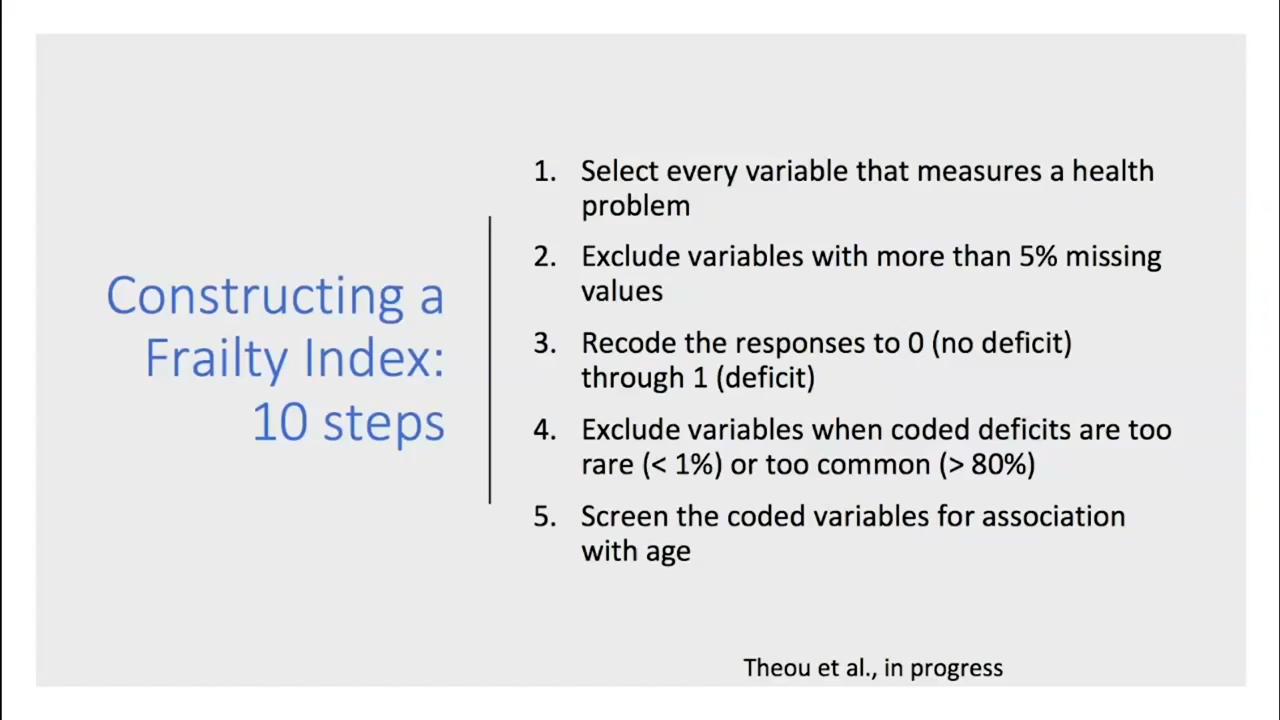 Constructing a
Frailty Index:
10 steps
1. Select every variable that measures a health
problem
2. Exclude variables with more than 5% missing
values
3. Recode the responses to 0 (no deficit)
through 1 (deficit)
4. Exclude variables when coded deficits are too
rare (< 1%) or too common (> 80%)
5. Screen the coded variables for association
with age
Theou et al., in progress